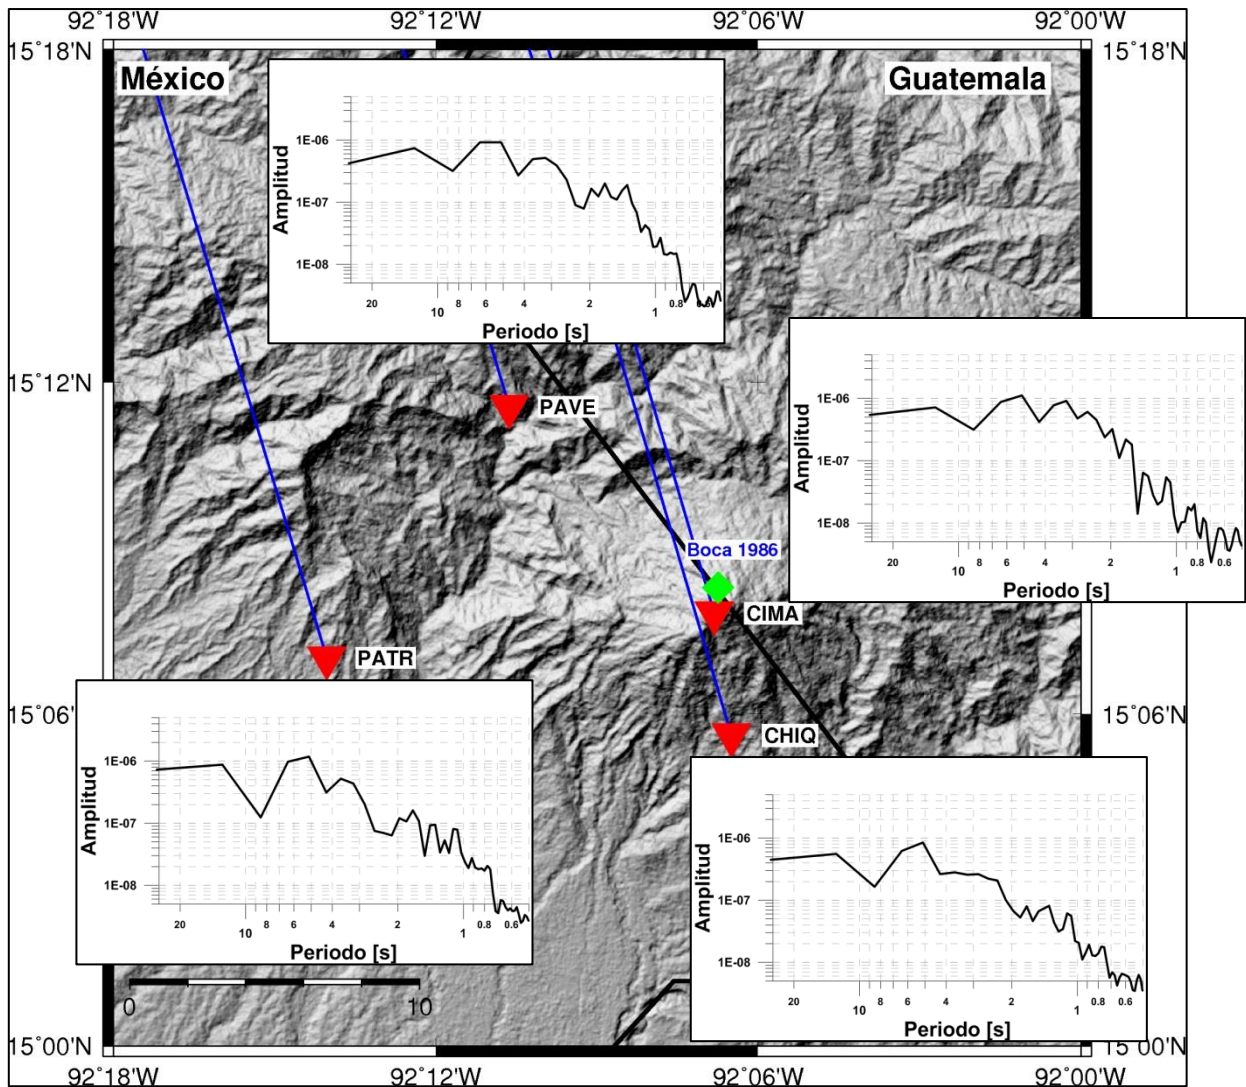 92°18'W 92°12'W 92°06'W 92°00'W
15°18'N 15°18'N
México Guatemala
Amplitud
1E-06
1E-07
1E-08
20 10 8 6 4 2 1 0.8 0.6
Periodo [s]
15°12'N
PAVE
Amplitud
1E-06
1E-07
1E-08
20 10 8 6 4 2 1 0.8 0.6
Periodo [s]
Boca 1986
CIMA
PATR
15°06' 15°06'N
CHIQ
Amplitud
1E-06
1E-07
1E-08
20 10 8 6 4 2 1 0.8 0.6
Periodo [s]
Amplitud
1E-06
1E-07
1E-08
20 10 8 6 4 2 1 0.8 0.6
Periodo [s]
0 10
15°00'N 15°00'N
92°18'W 92°12'W 92°06'W 92°00'W